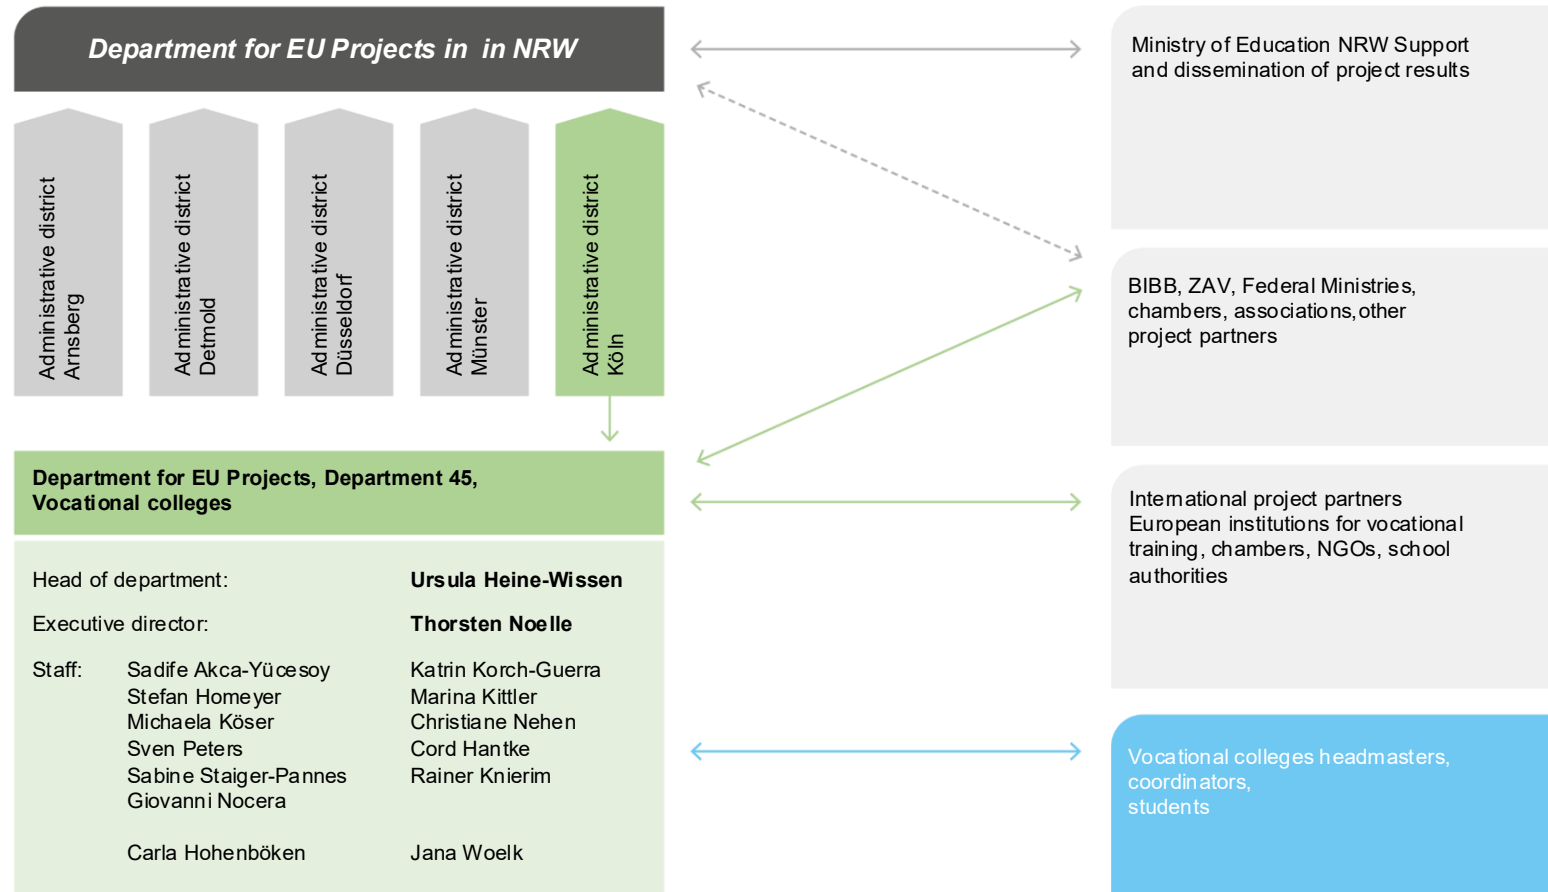 Department for EU Projects in in NRW
Administrative district
Arnsberg
Administrative district
Detmold
Administrative district
Düsseldorf
Administrative district
Münster
Administrative district
Köln
Department for EU Projects, Department 45,
Vocational colleges
Head of department: Ursula Heine-Wissen
Executive director: Thorsten Noelle
Staff: Sadife Akca-Yücesoy Katrin Korch-Guerra
Stefan Homeyer Marina Kittler
Michaela Köser Christiane Nehen
Sven Peters Cord Hantke
Sabine Staiger-Pannes Rainer Knierim
Giovanni Nocera
Carla Hohenböken Jana Woelk
Ministry of Education NRW Support
and dissemination of project results
BIBB, ZAV, Federal Ministries,
chambers, associations,other
project partners
International project partners
European institutions for vocational
training, chambers, NGOs, school
authorities
Vocational colleges headmasters,
coordinators,
students